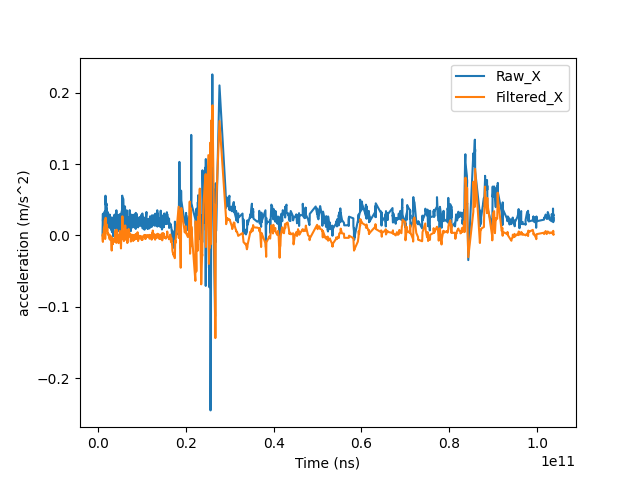 Raw_X
Filtered_X
acceleration (m/s^2)
0.2
0.1
0.0
−0.1
−0.2
0.0 0.2 0.4 0.6 0.8 1.0
1e11
Time (ns)